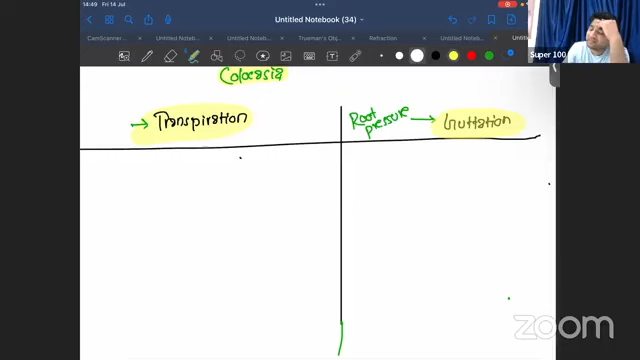 14:49 Fri 14 Jul
Untitled Notebook (34)
CamScanner
Untitled Noteb...
Untitled Noteb...
Trueman's Obj...
Refraction
Untitled Noteb...
Untit
Colocasia
→ Transpiration
Root pressure → Guttation
Super 100
zoom